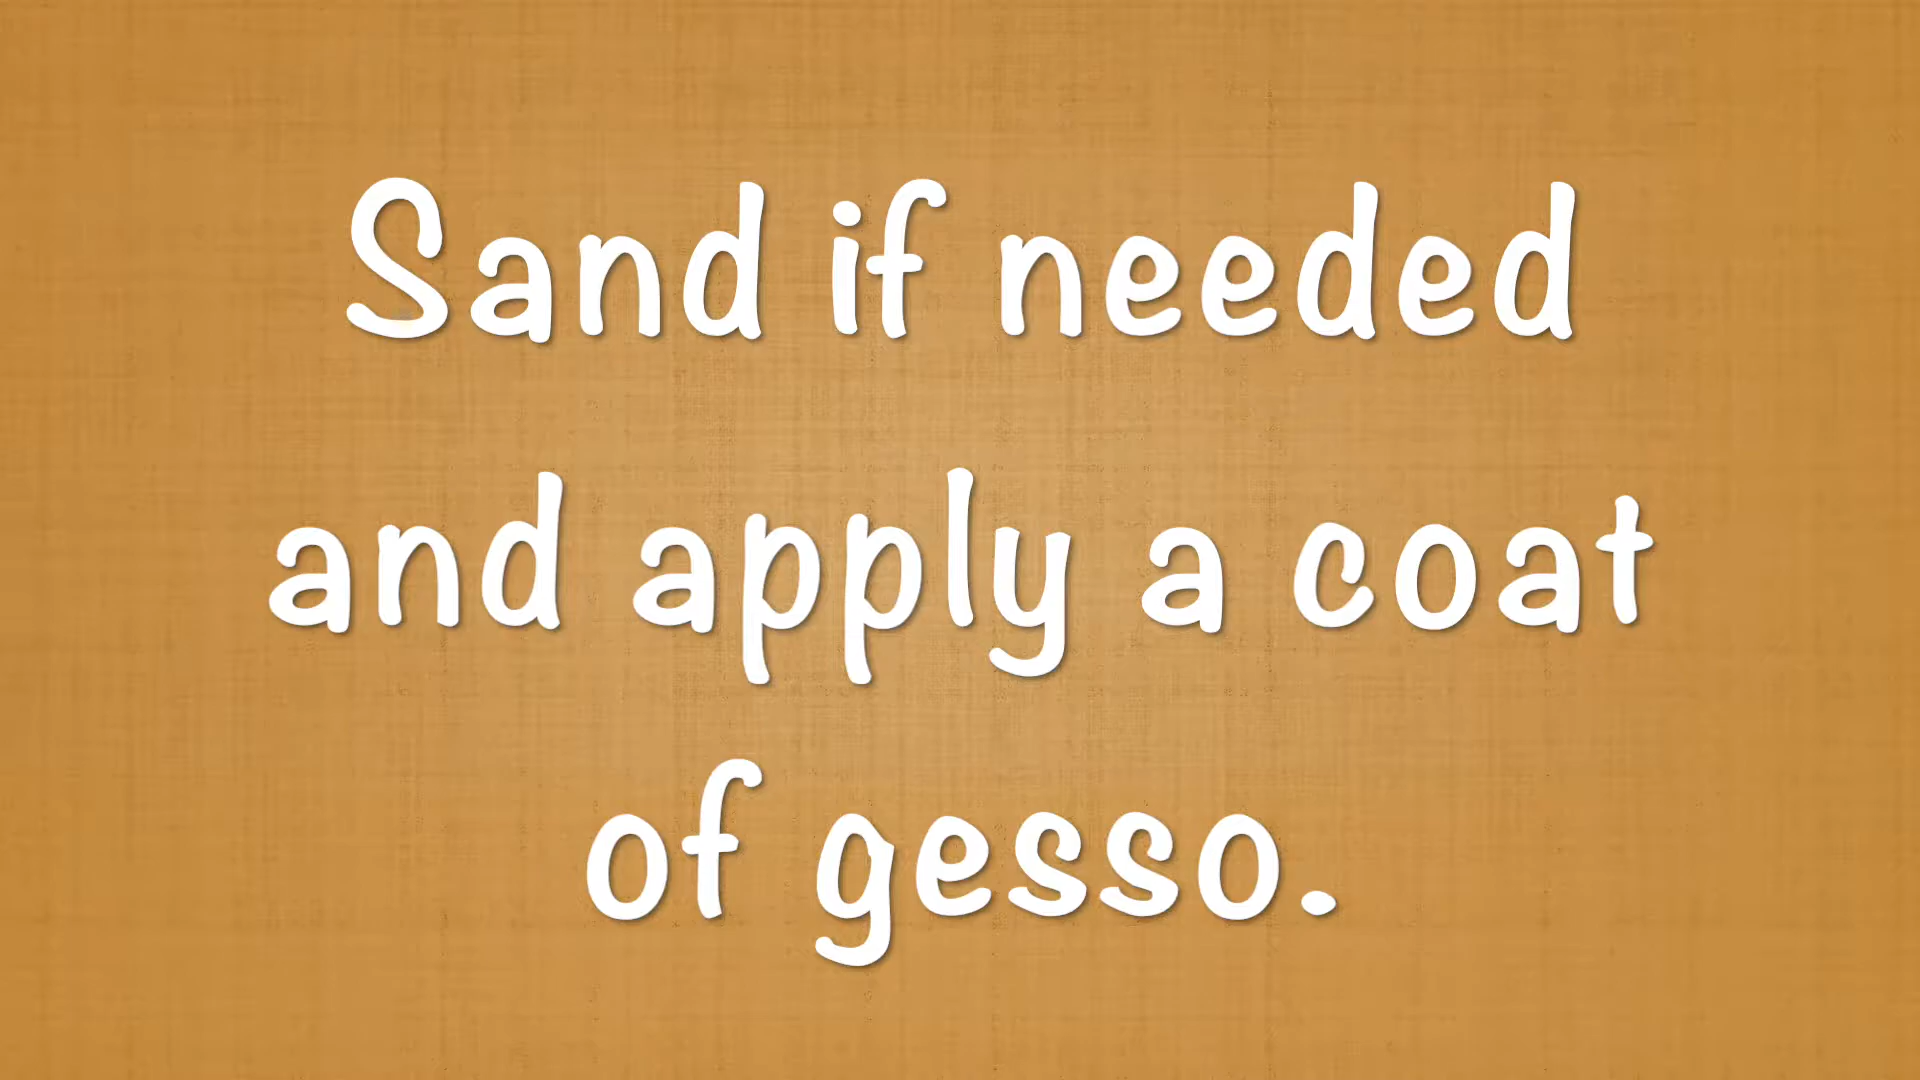 Sand if needed
and apply a coat
of gesso.